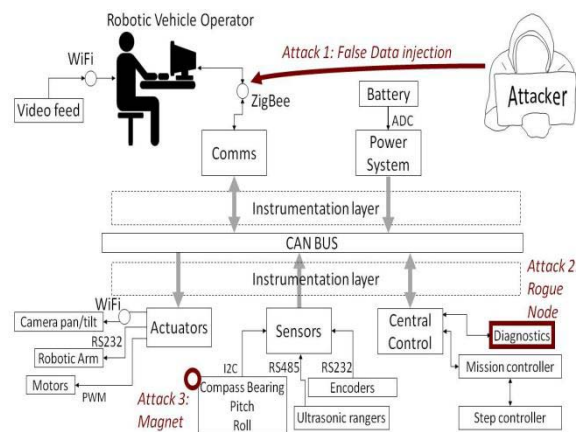 Robotic Vehicle Operator
Attack 1: False Data injection
WiFi
Video feed
ZigBee
Battery
Attacker
ADC
Comms
Power
System
Instrumentation layer
CAN BUS
Instrumentation layer
Attack 2:
Rogue
Node
WiFi
Camera pan/tilt
Actuators
Sensors
Central
Control
Diagnostics
RS232
Robotic Arm
Mission controller
I2C
RS485
RS232
Motors
PWM
Attack 3:
Magnet
Compass Bearing
Pitch
Roll
Encoders
Ultrasonic rangers
Step controller